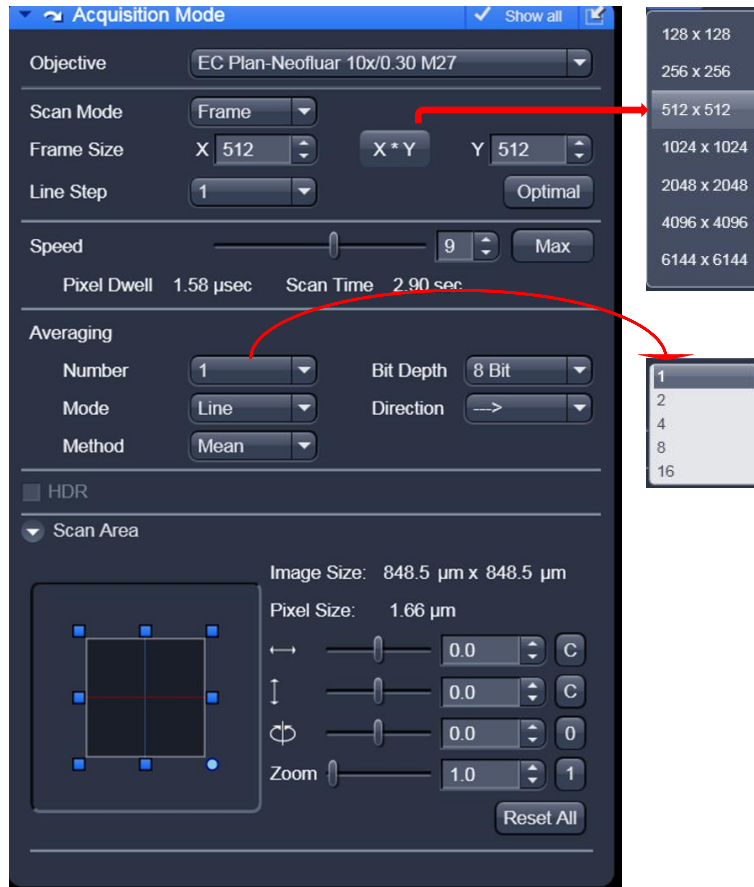 Acquisition Mode Show all
Objective EC Plan-Neofluar 10x/0.30 M27
Scan Mode Frame
Frame Size X 512 X * Y Y 512
Line Step 1 Optimal
Speed 9 Max
Pixel Dwell 1.58 µsec Scan Time 2.90 sec
Averaging
Number 1 Bit Depth 8 Bit
Mode Line Direction --->
Method Mean
HDR
Scan Area
Image Size: 848.5 µm x 848.5 µm
Pixel Size: 1.66 µm
0.0 C
0.0 C
0.0 0
Zoom 1.0 1
Reset All
128 x 128
256 x 256
512 x 512
1024 x 1024
2048 x 2048
4096 x 4096
6144 x 6144
1
2
4
8
16